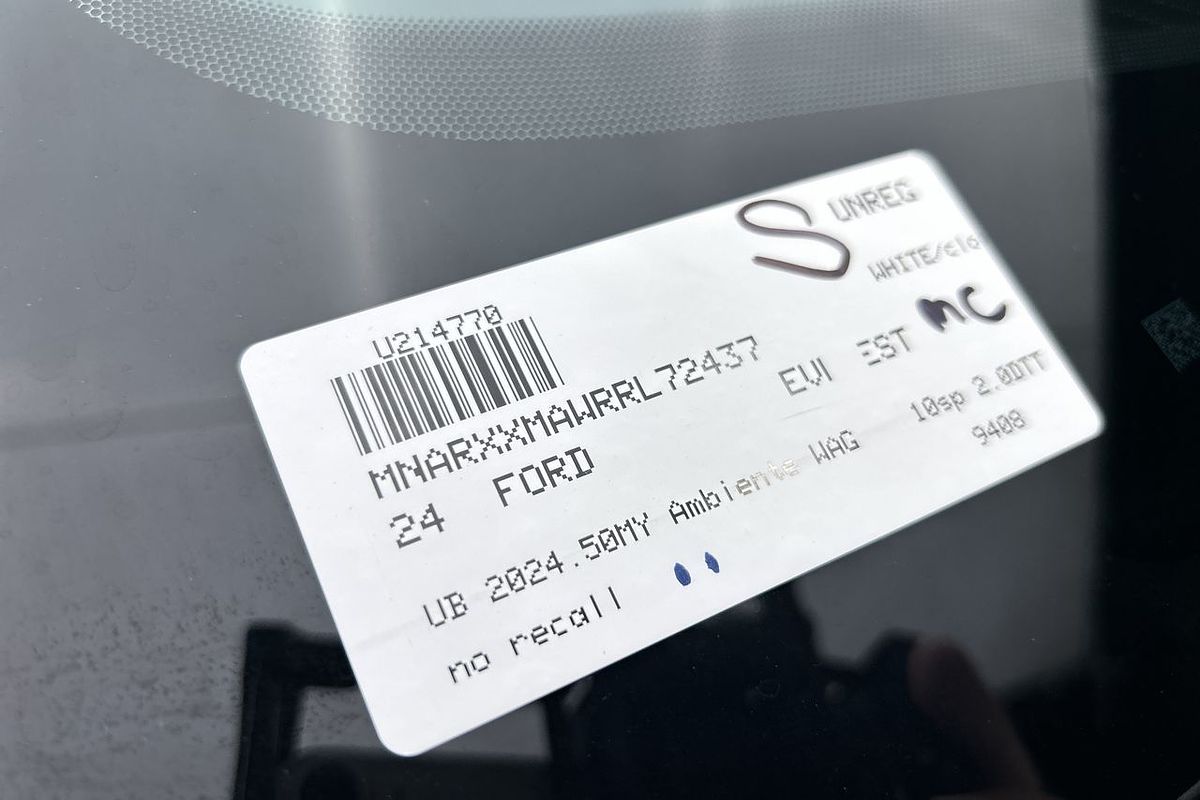 S UNREG
WHITE/
U214770
MC
MNARXXMAWRRL72437 EVI EST
24 FORD 10sp 2.0DTT
UB 2024.50MY Ambiente WAG 9408
no recall